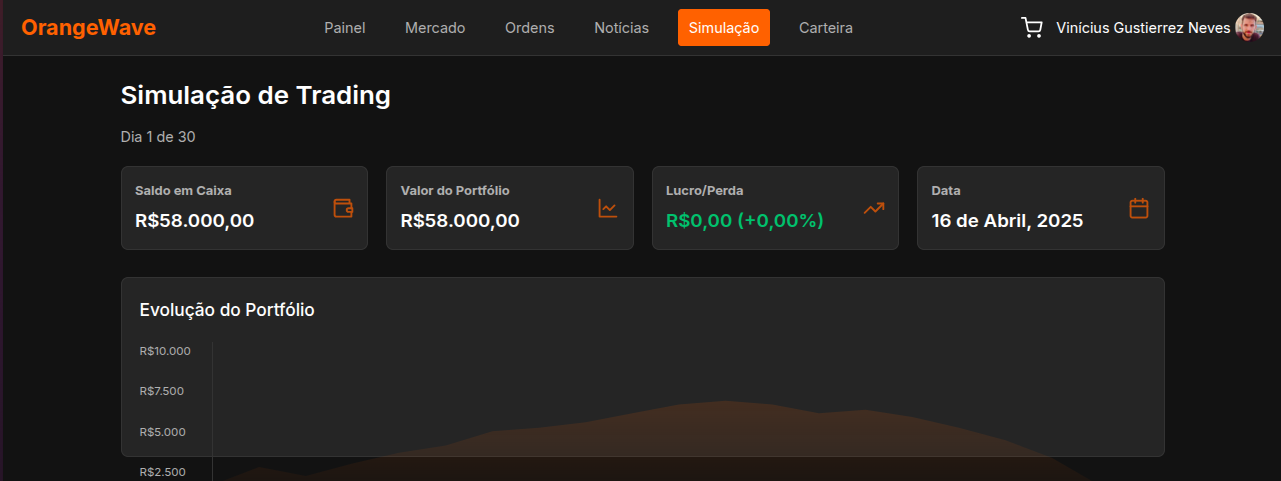 OrangeWave
Painel
Mercado
Ordens
Notícias
Simulação
Carteira
Vinícius Gustierrez Neves
Simulação de Trading
Dia 1 de 30
Saldo em Caixa
R$58.000,00
Valor do Portfólio
R$58.000,00
Lucro/Perda
R$0,00 (+0,00%)
Data
16 de Abril, 2025
Evolução do Portfólio
R$10.000
R$7.500
R$5.000
R$2.500